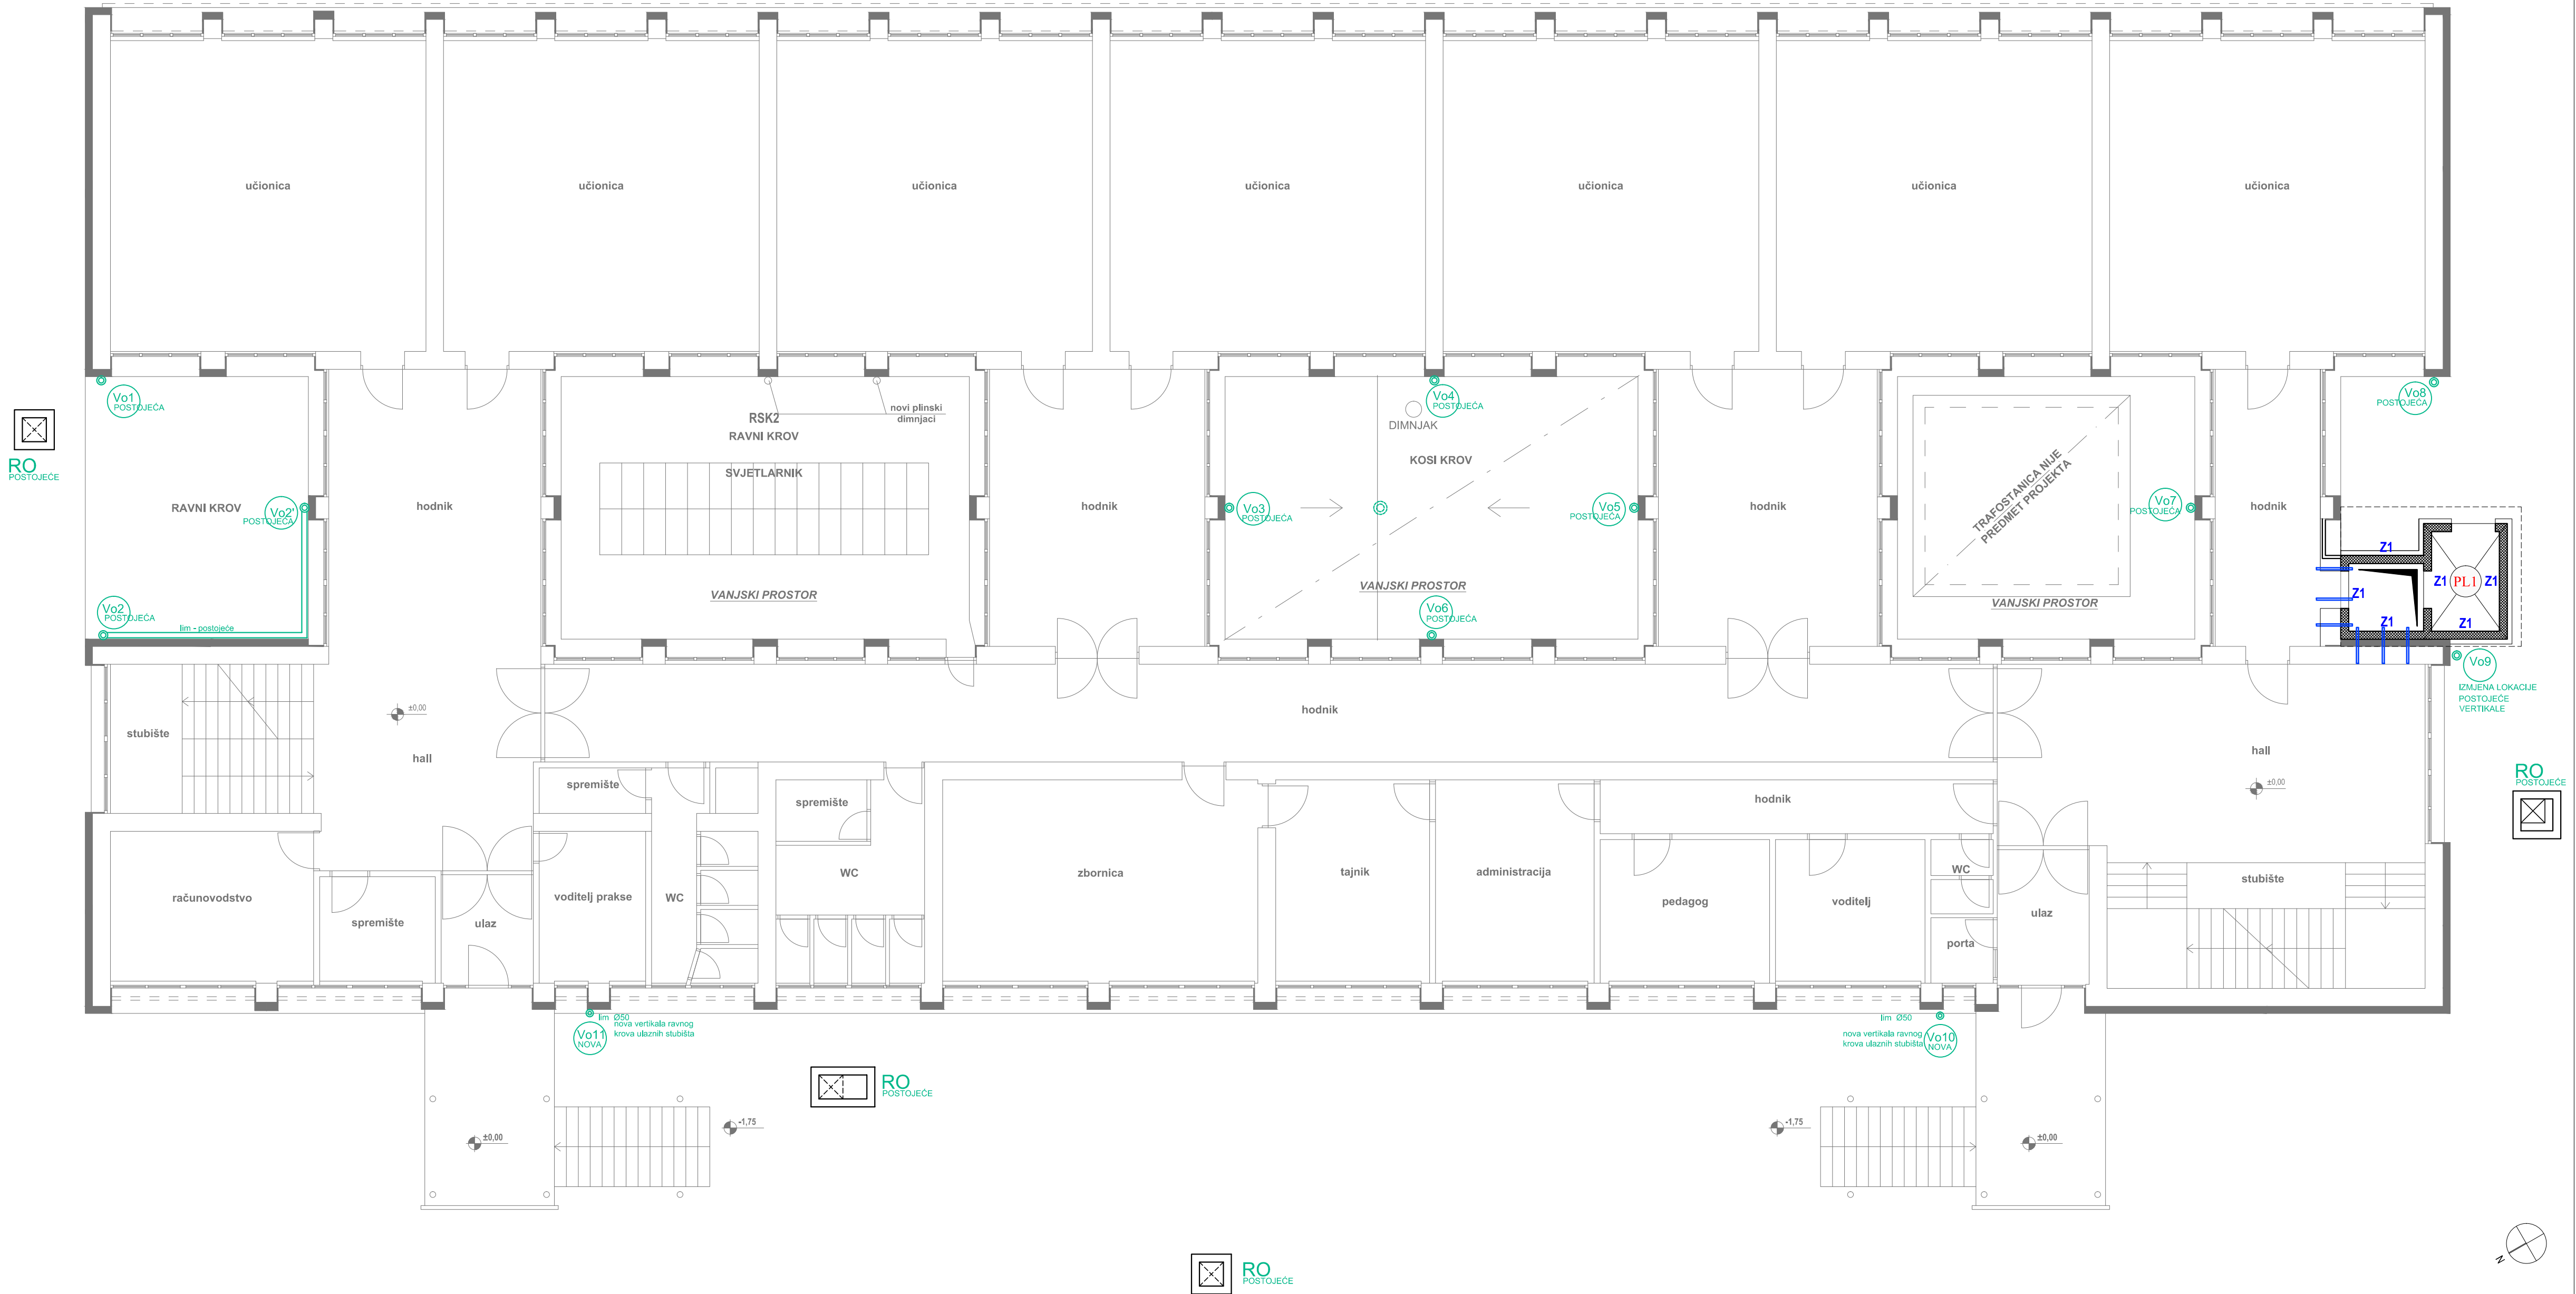 učionica
učionica
učionica
učionica
učionica
učionica
učionica
Vo1
POSTOJEĆA
RSK2
RAVNI KROV
SVJETLARNIK
novi plinski
dimnjaci
VANJSKI PROSTOR
Vo4
POSTOJEĆA
DIMNJAK
KOSI KROV
Vo8
POSTOJEĆA
RO
POSTOJEĆE
RAVNI KROV
Vo2'
POSTOJEĆA
hodnik
hodnik
Vo3
POSTOJEĆA
Vo5
POSTOJEĆA
hodnik
TRAFOSTANICA NIJE
PREDMET PROJEKTA
Vo7
POSTOJEĆA
hodnik
Z1
Z1
PL1
Z1
Z1
Z1
Z1
VANJSKI PROSTOR
VANJSKI PROSTOR
Vo2
POSTOJEĆA
lim - postojeće
Vo6
POSTOJEĆA
Vo9
IZMJENA LOKACIJE
POSTOJEĆE
VERTIKALE
±0,00
hodnik
stubište
hall
hall
±0,00
RO
POSTOJEĆE
spremište
spremište
hodnik
računovodstvo
spremište
ulaz
voditelj prakse
WC
WC
zbornica
tajnik
administracija
pedagog
voditelj
WC
porta
ulaz
stubište
lim Ø50
nova vertikala ravnog
krova ulaznih stubišta
Vo11
NOVA
lim Ø50
nova vertikala ravnog
krova ulaznih stubišta
Vo10
NOVA
RO
POSTOJEĆE
±0,00
-1,75
-1,75
±0,00
RO
POSTOJEĆE
N